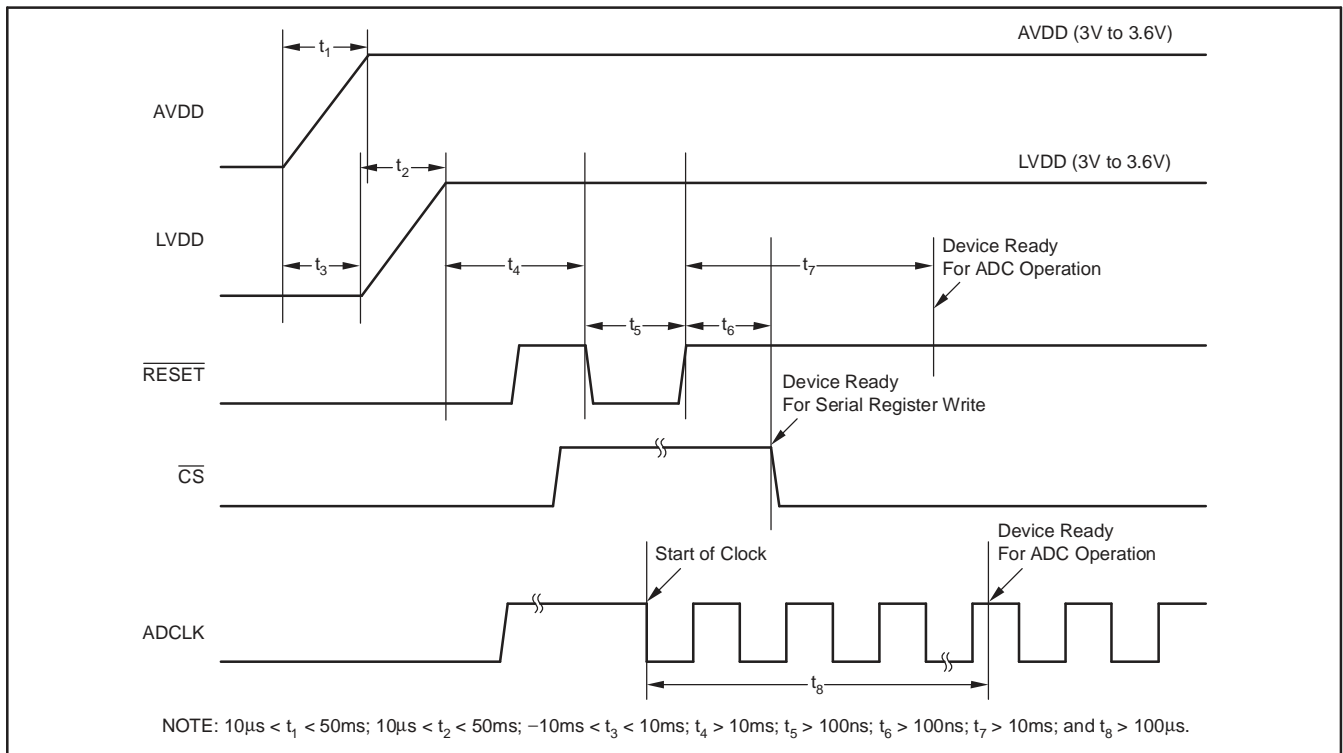 AVDD (3V to 3.6V)
t1
AVDD
t2
LVDD (3V to 3.6V)
LVDD
t3
t4
t7
Device Ready
For ADC Operation
t5
t6
RESET
Device Ready
For Serial Register Write
CS
Start of Clock
Device Ready
For ADC Operation
ADCLK
t8
NOTE: 10μs < t1 < 50ms; 10μs < t2 < 50ms; −10ms < t3 < 10ms; t4 > 10ms; t5 > 100ns; t6 > 100ns; t7 > 10ms; and t8 > 100μs.